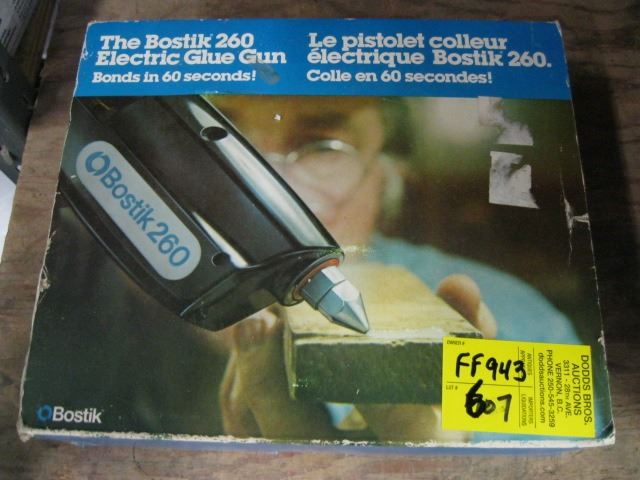 The Bostik 260
Electric Glue Gun
Bonds in 60 seconds!
Le pistolet colleur
électrique Bostik 260.
Colle en 60 secondes!
Bostik 260
Bostik
OWNER #
FF943
LOT #
607
DODDS BROS.
AUCTIONS
3311 - 28TH AVE.
VERNON, B.C.
PHONE 250-545-3259
doddsauctions.com